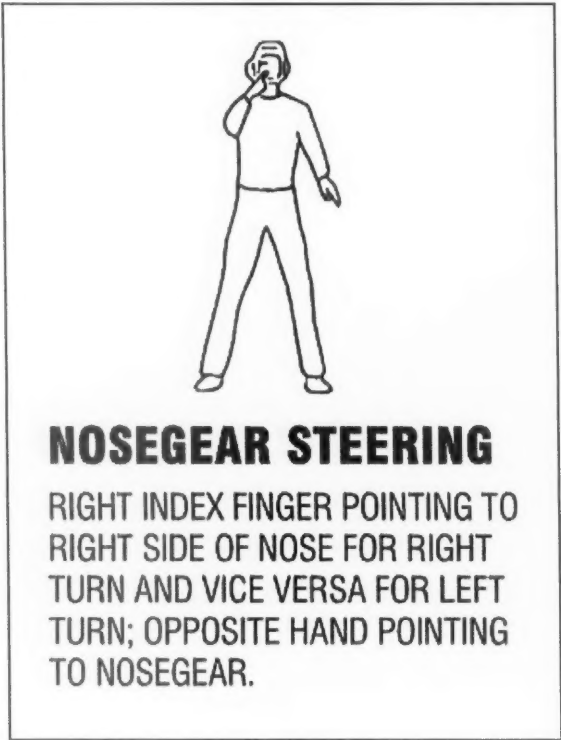 NOSEGEAR STEERING
RIGHT INDEX FINGER POINTING TO
RIGHT SIDE OF NOSE FOR RIGHT
TURN AND VICE VERSA FOR LEFT
TURN; OPPOSITE HAND POINTING
TO NOSEGEAR.